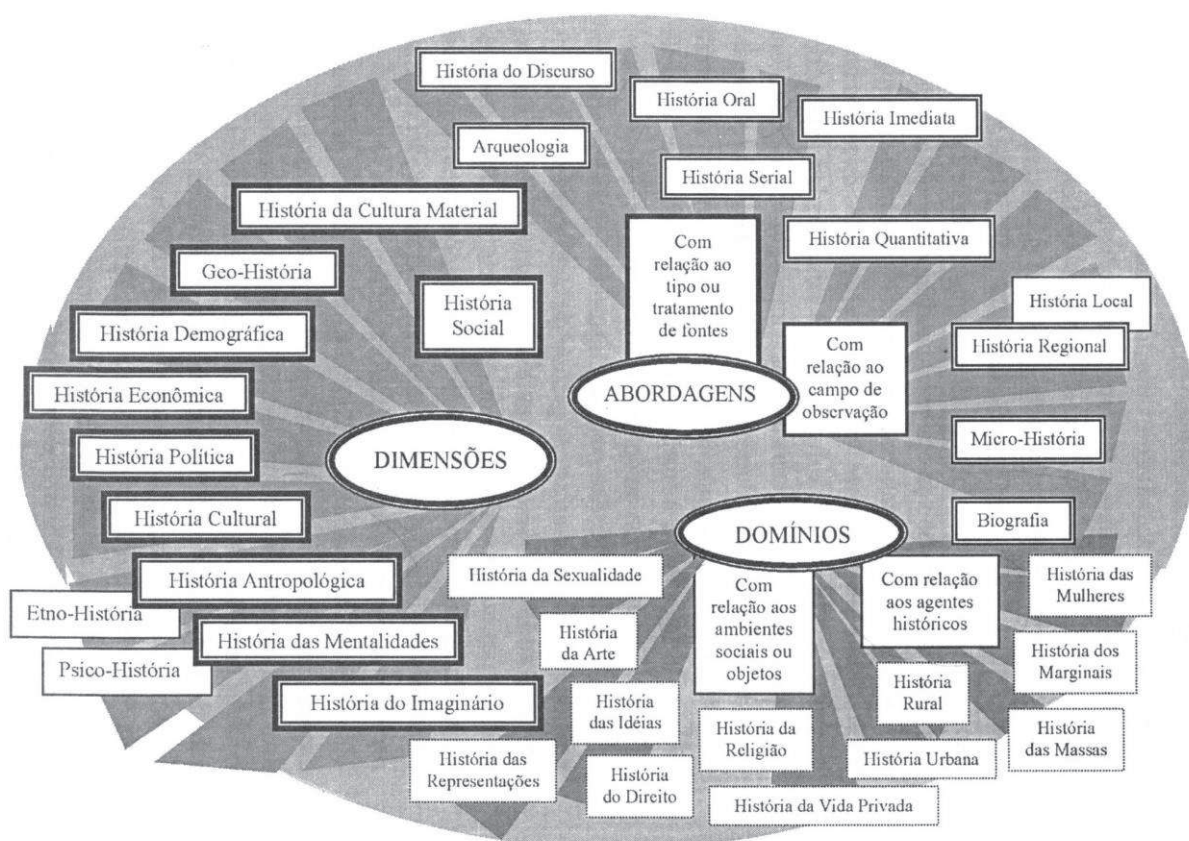 História do Discurso
História Oral
História Imediata
Arqueologia
História Serial
História da Cultura Material
Com
relação ao
tipo ou
tratamento
de fontes
História Quantitativa
Geo-História
História
Social
História Local
História Demográfica
Com
relação ao
campo de
observação
História Regional
História Econômica
ABORDAGENS
História Política
DIMENSÕES
Micro-História
História Cultural
DOMÍNIOS
Biografia
História Antropológica
História da Sexualidade
Com
relação aos
ambientes
sociais ou
objetos
Com relação
aos agentes
históricos
História das
Mulheres
Etno-História
História das Mentalidades
História
da Arte
História dos
Marginais
Psico-História
História do Imaginário
História
das Idéias
História da
Religião
História
Rural
História
das Massas
História das
Representações
História
do Direito
História Urbana
História da Vida Privada